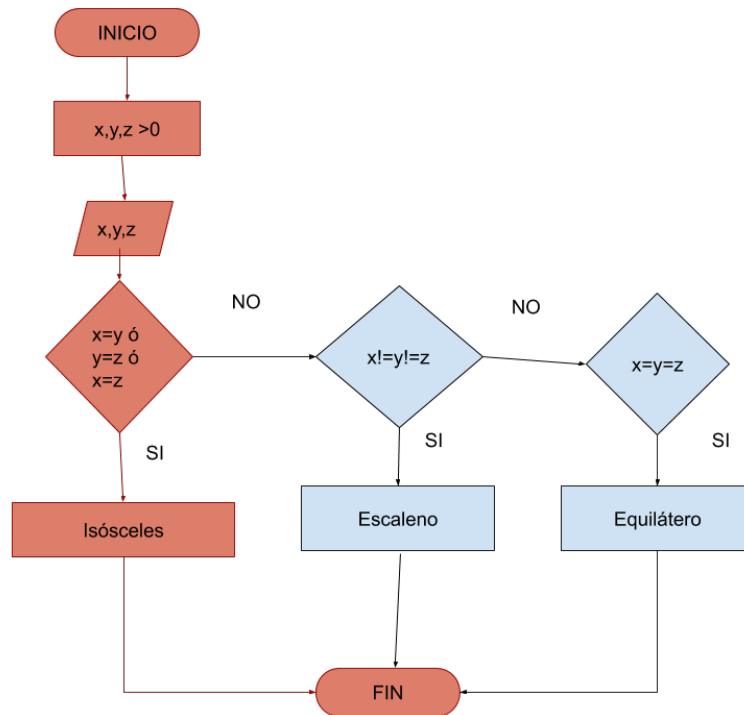 INICIO
x,y,z >0
x,y,z
x=y ó
y=z ó
x=z
NO
x!=y!=z
NO
x=y=z
SI
SI
SI
Isósceles
Escaleno
Equilátero
FIN